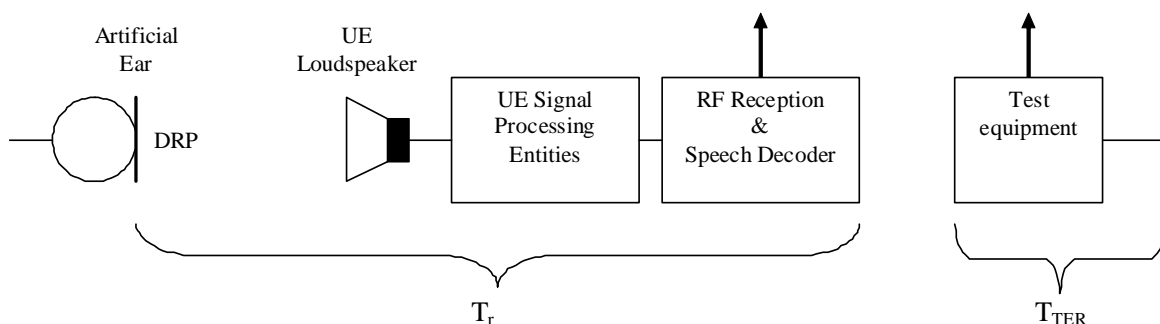 Artificial
Ear
DRP
UE
Loudspeaker
UE Signal
Processing
Entities
RF Reception
&
Speech Decoder
Test
equipment
Tr
TTER